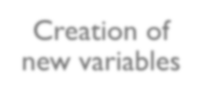 Creation of
new variables